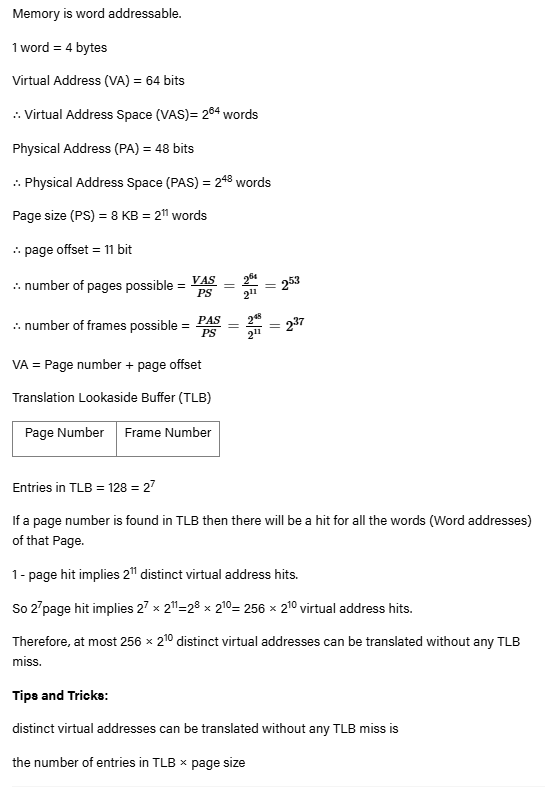 Memory is word addressable.
1 word = 4 bytes
Virtual Address (VA) = 64 bits
∴ Virtual Address Space (VAS)= 2^64 words
Physical Address (PA) = 48 bits
∴ Physical Address Space (PAS) = 2^48 words
Page size (PS) = 8 KB = 2^11 words
∴ page offset = 11 bit
∴ number of pages possible = VAS/PS = 2^64/2^11 = 2^53
∴ number of frames possible = PAS/PS = 2^48/2^11 = 2^37
VA = Page number + page offset
Translation Lookaside Buffer (TLB)
Page Number Frame Number
Entries in TLB = 128 = 2^7
If a page number is found in TLB then there will be a hit for all the words (Word addresses)
of that Page.
1 - page hit implies 2^11 distinct virtual address hits.
So 2^7page hit implies 2^7 × 2^11=2^8 × 2^10= 256 × 2^10 virtual address hits.
Therefore, at most 256 × 2^10 distinct virtual addresses can be translated without any TLB
miss.
Tips and Tricks:
distinct virtual addresses can be translated without any TLB miss is
the number of entries in TLB × page size